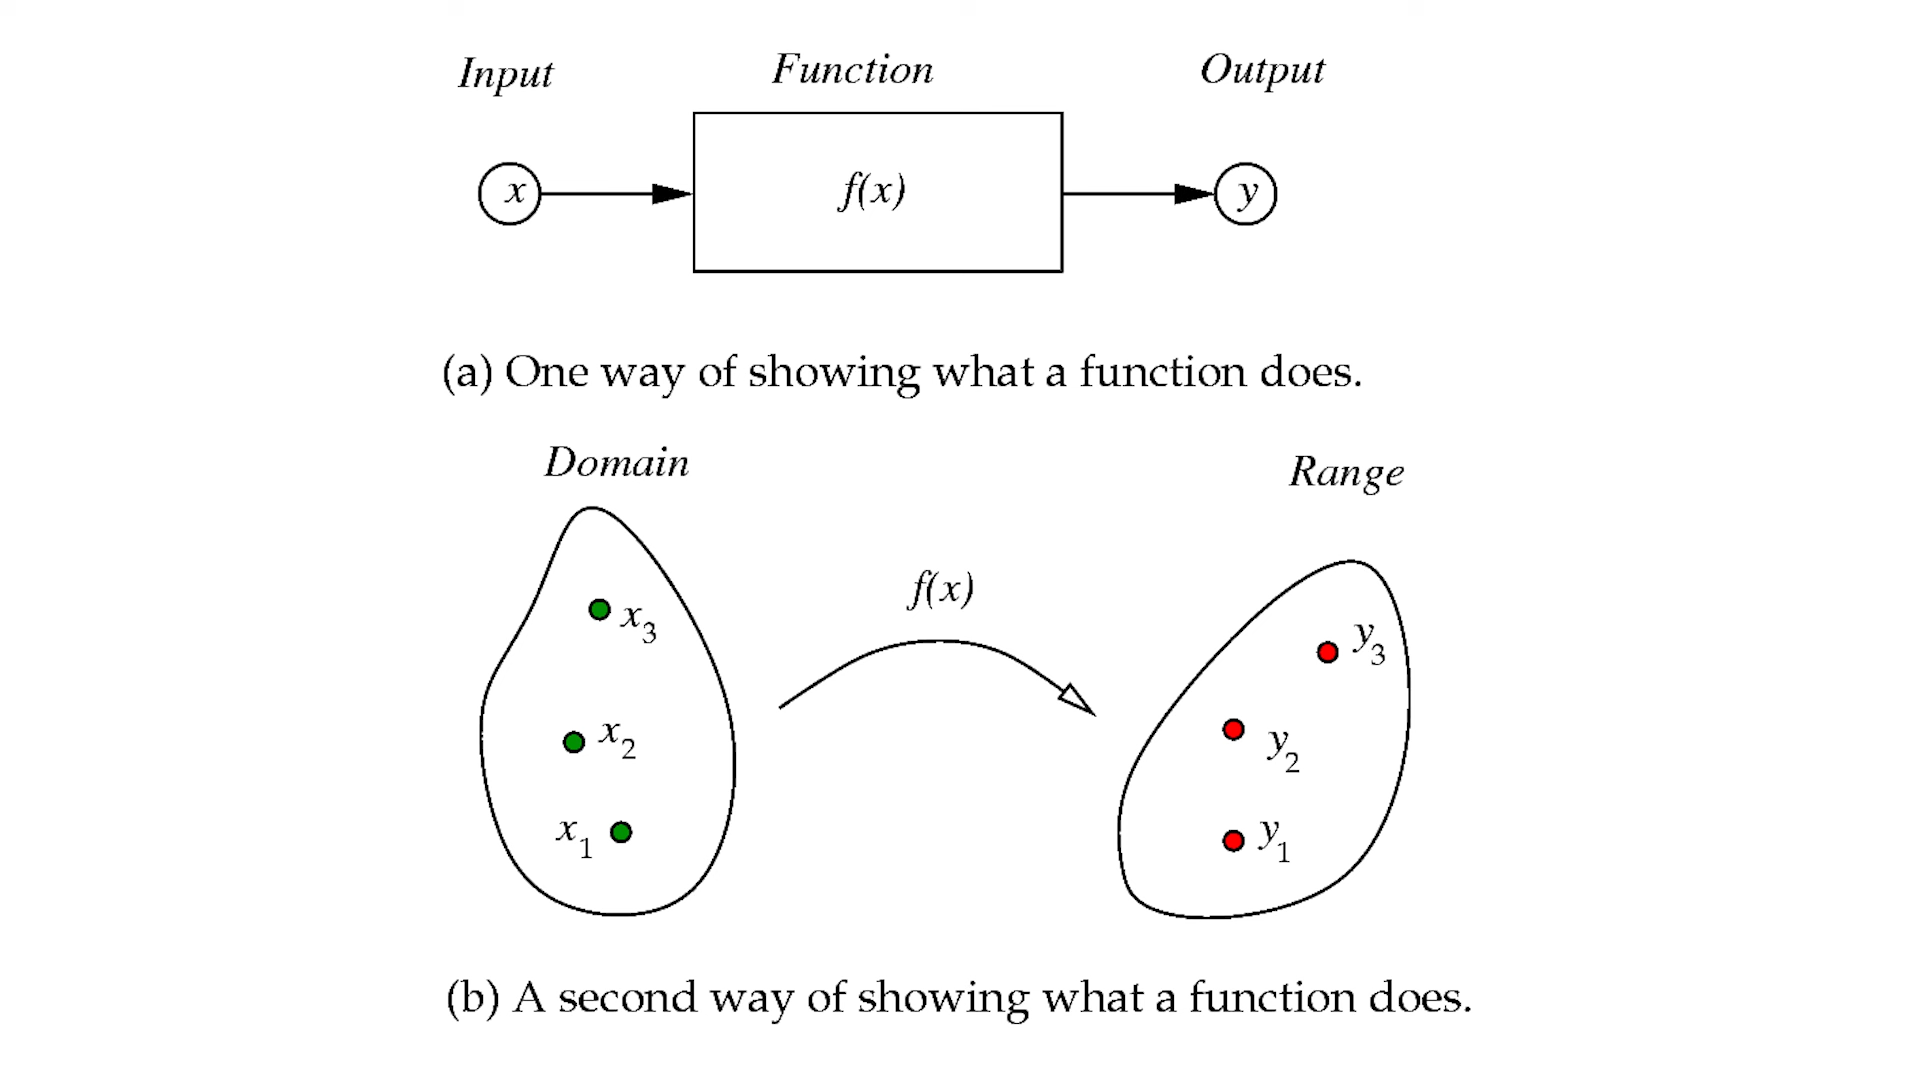 Input Function Output
x f(x) y
(a) One way of showing what a function does.
Domain Range
f(x)
x₃ y₃
x₂ y₂
x₁ y₁
(b) A second way of showing what a function does.